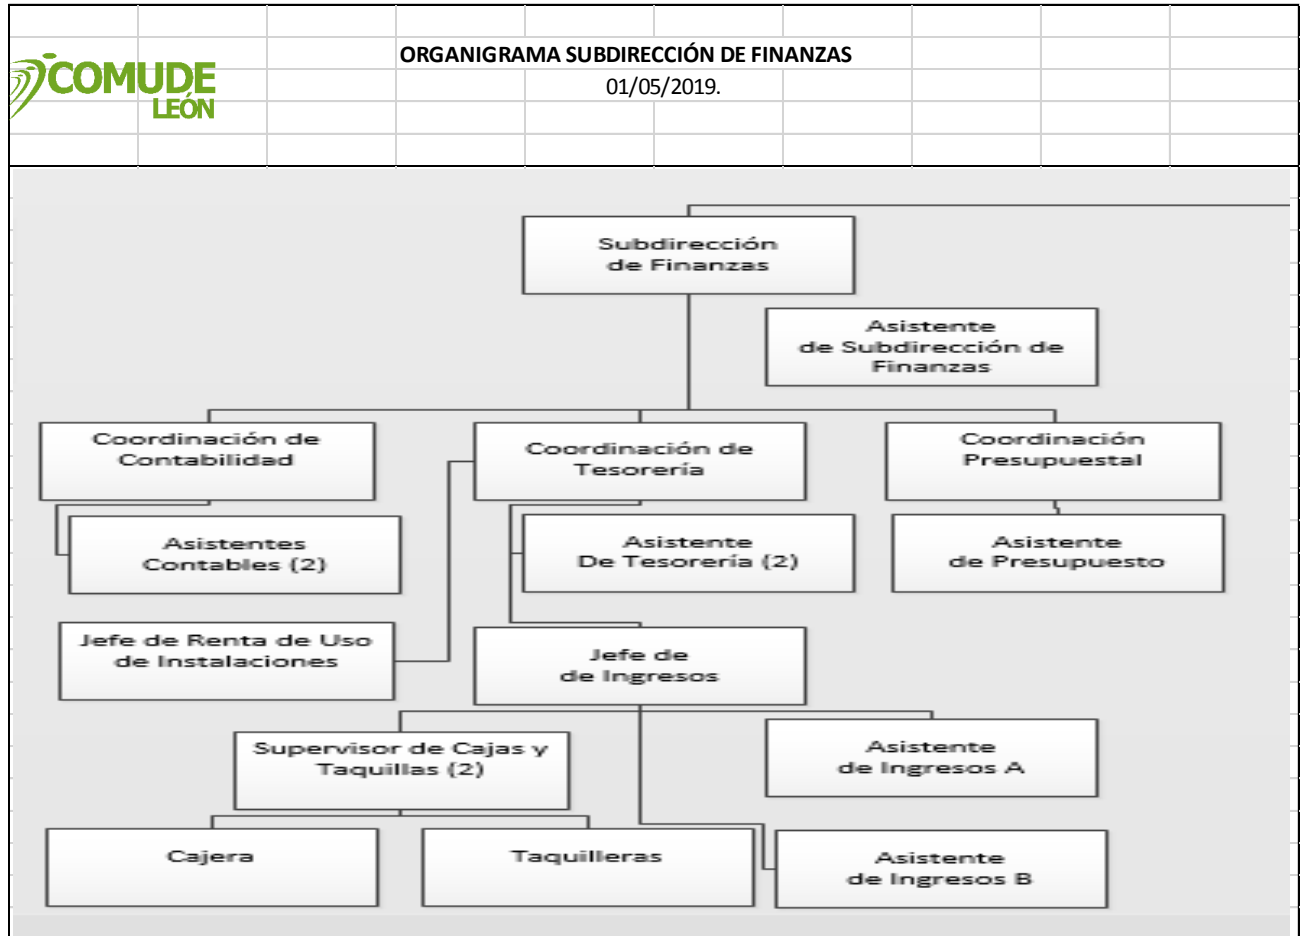 COMUDE
LEÓN
ORGANIGRAMA SUBDIRECCIÓN DE FINANZAS
01/05/2019.
Subdirección
de Finanzas
Asistente
de Subdirección de
Finanzas
Coordinación de
Contabilidad
Coordinación de
Tesorería
Coordinación
Presupuestal
Asistentes
Contables (2)
Asistente
De Tesorería (2)
Asistente
de Presupuesto
Jefe de Renta de Uso
de Instalaciones
Jefe de
de Ingresos
Supervisor de Cajas y
Taquillas (2)
Asistente
de Ingresos A
Cajera
Taquilleras
Asistente
de Ingresos B